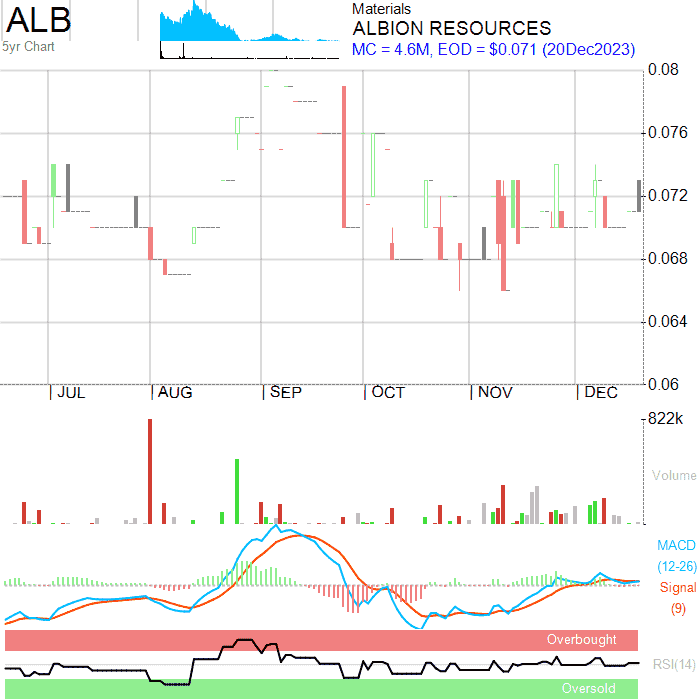 ALB
5yr Chart
Materials
ALBION RESOURCES
MC = 4.6M, EOD = $0.071 (20Dec2023)
0.08
0.076
0.072
0.068
0.064
0.06
JUL AUG SEP OCT NOV DEC
822k
Volume
MACD
(12-26)
Signal
(9)
Overbought
RSI(14)
Oversold